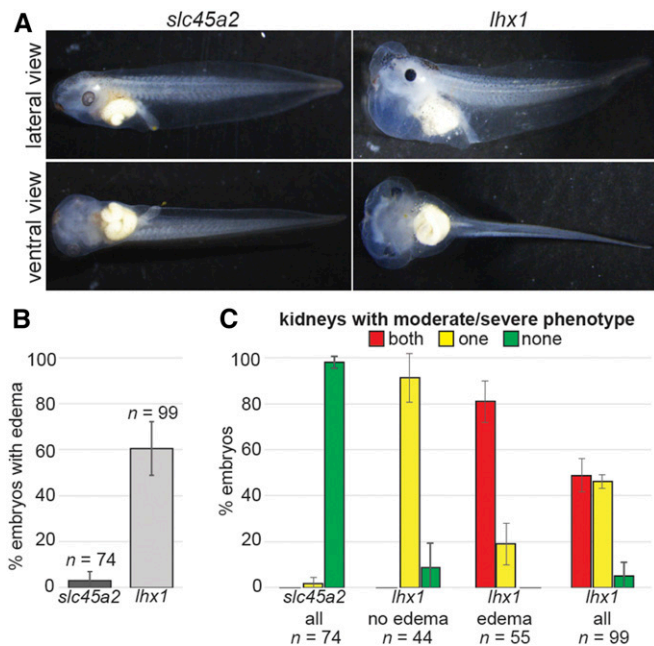 A
slc45a2
lhx1
lateral view
ventral view
B
% embryos with edema
100
80
60
40
20
0
n = 74
n = 99
slc45a2
lhx1
C
kidneys with moderate/severe phenotype
both
one
none
% embryos
100
80
60
40
20
0
slc45a2
all
n = 74
lhx1
no edema
n = 44
lhx1
edema
n = 55
lhx1
all
n = 99